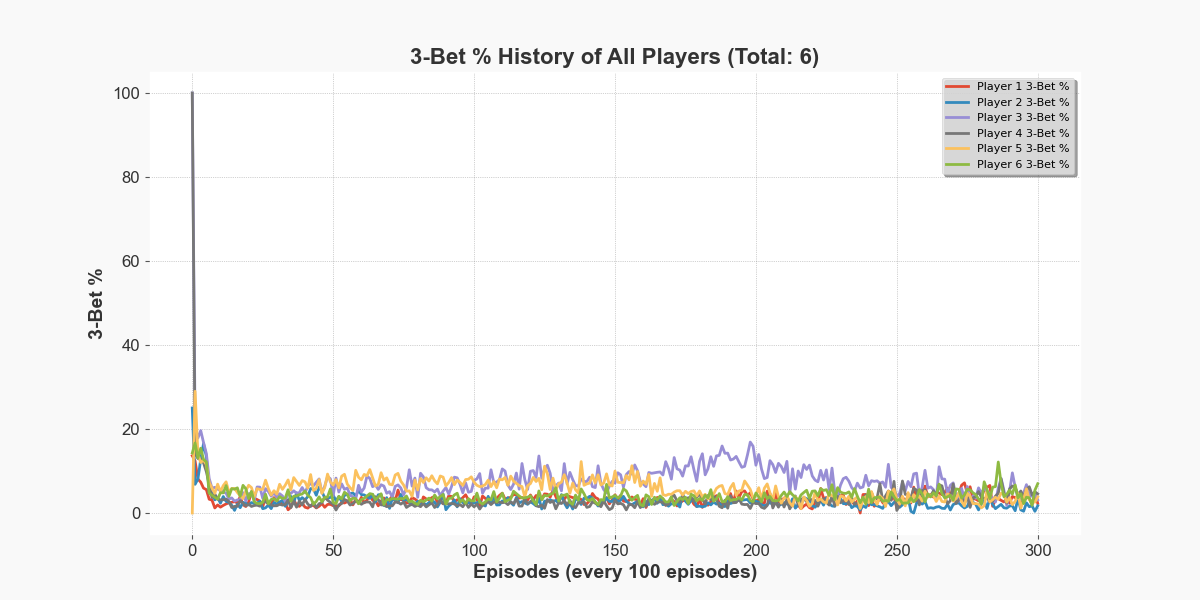 3-Bet % History of All Players (Total: 6)
Player 1 3-Bet %
Player 2 3-Bet %
Player 3 3-Bet %
Player 4 3-Bet %
Player 5 3-Bet %
Player 6 3-Bet %
3-Bet %
100
80
60
40
20
0
0 50 100 150 200 250 300
Episodes (every 100 episodes)